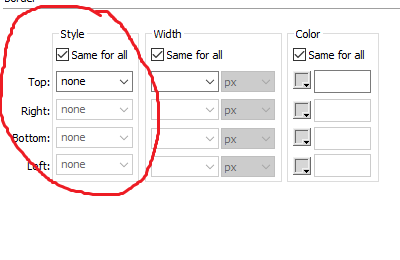 Border
Style Width Color
Same for all Same for all Same for all
Top: none px
Right: none px
Bottom: none px
Left: none px